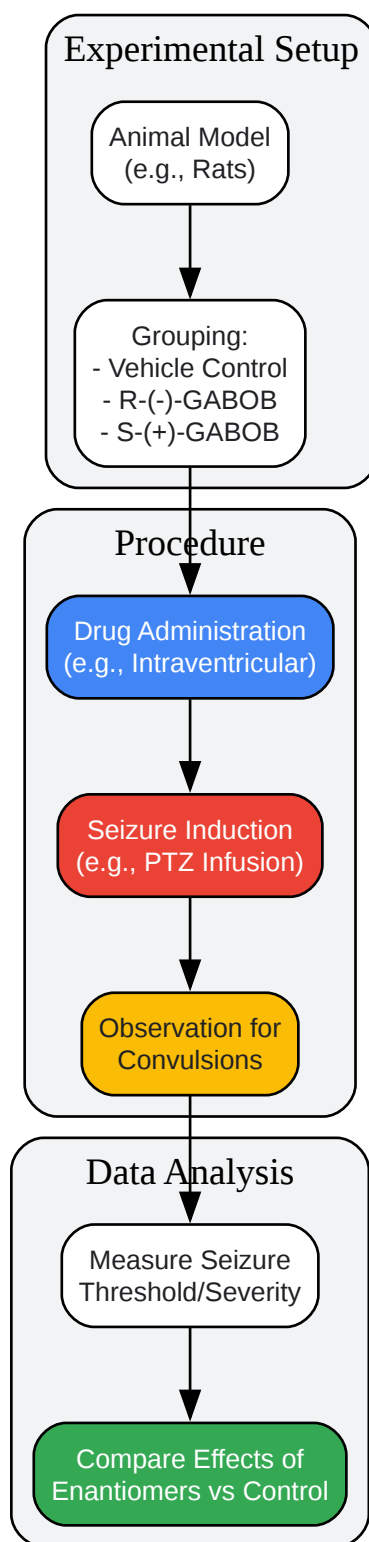 Experimental Setup
Animal Model
(e.g., Rats)
Grouping:
- Vehicle Control
- R-(-)-GABOB
- S-(+)-GABOB
Procedure
Drug Administration
(e.g., Intraventricular)
Seizure Induction
(e.g., PTZ Infusion)
Observation for
Convulsions
Data Analysis
Measure Seizure
Threshold/Severity
Compare Effects of
Enantiomers vs Control